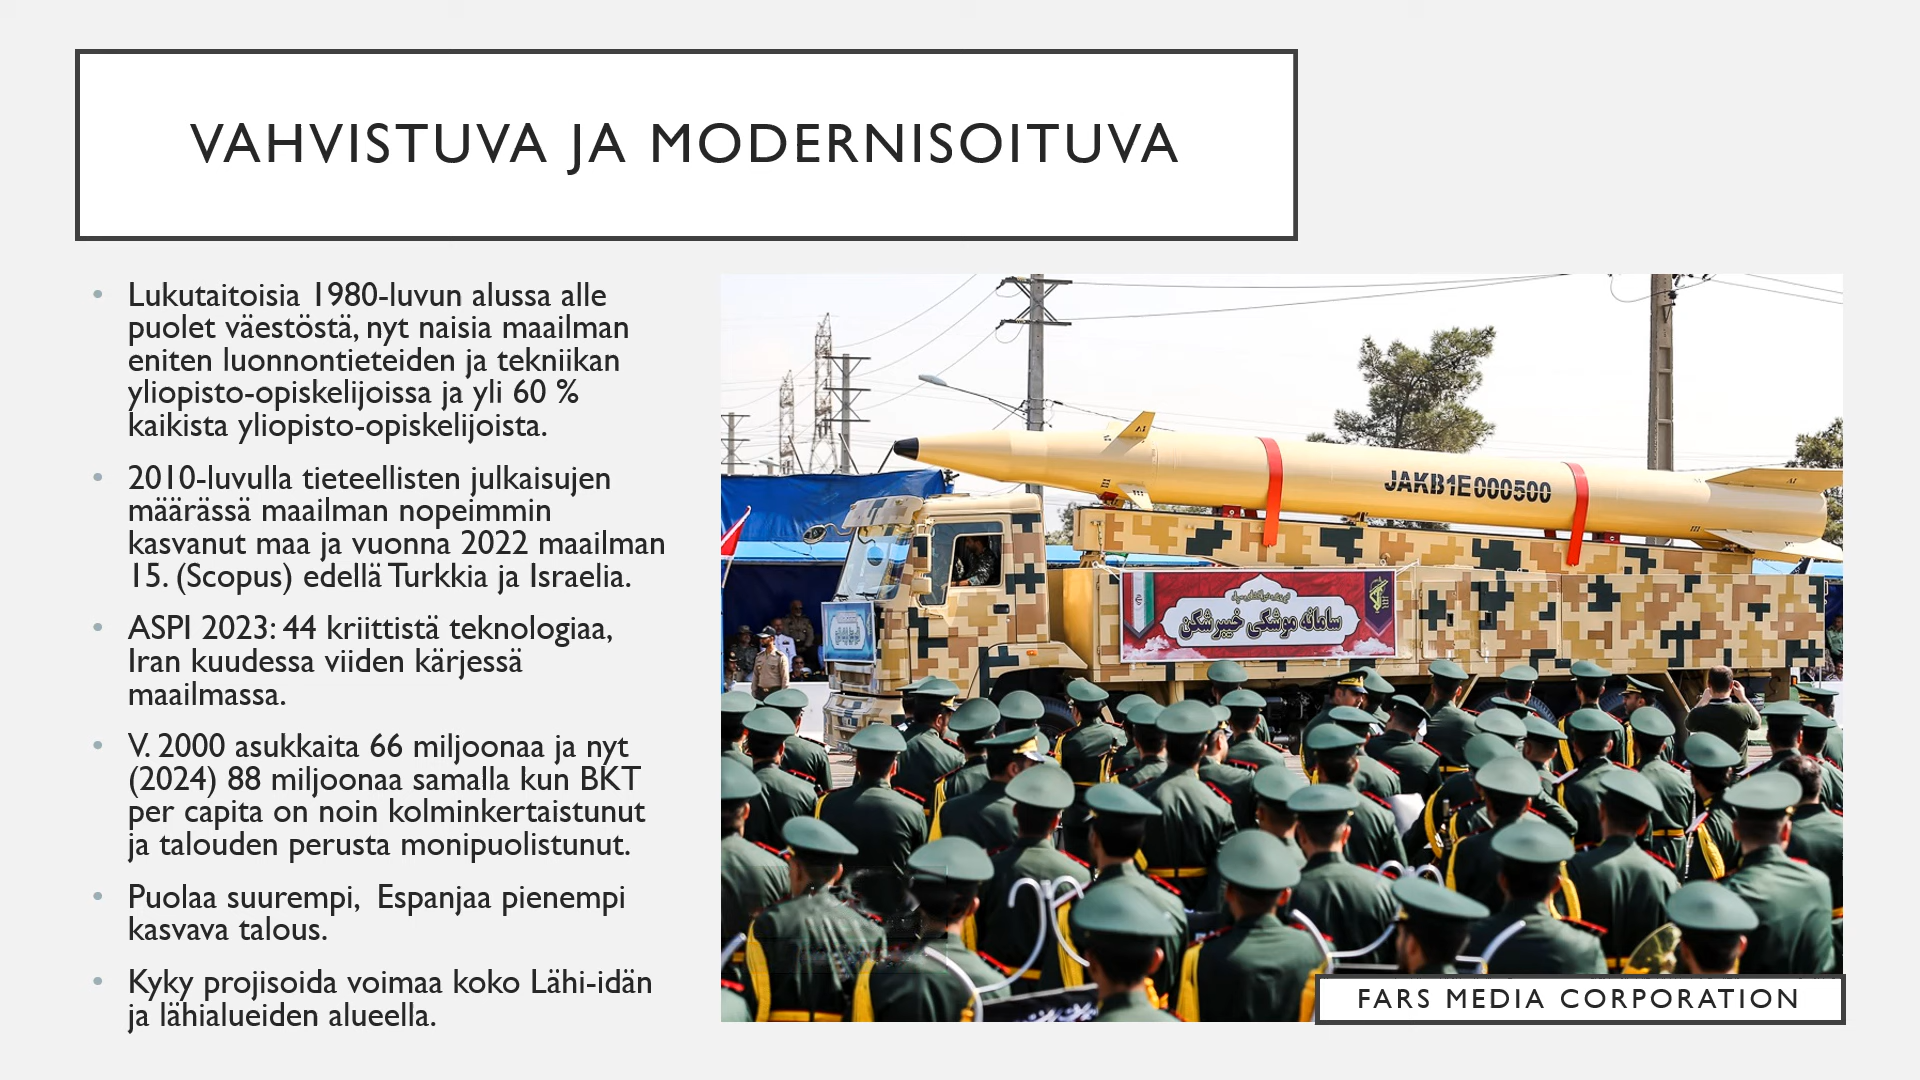 VAHVISTUVA JA MODERNISOITUVA
• Lukutaitoisia 1980-luvun alussa alle
puolet väestöstä, nyt naisia maailman
eniten luonnontieteiden ja tekniikan
yliopisto-opiskelijoissa ja yli 60 %
kaikista yliopisto-opiskelijoista.
• 2010-luvulla tieteellisten julkaisujen
määrässä maailman nopeimmin
kasvanut maa ja vuonna 2022 maailman
15. (Scopus) edellä Turkkia ja Israelia.
• ASPI 2023: 44 kriittistä teknologiaa,
Iran kuudessa viiden kärjessä
maailmassa.
• V. 2000 asukkaita 66 miljoonaa ja nyt
(2024) 88 miljoonaa samalla kun BKT
per capita on noin kolminkertaistunut
ja talouden perusta monipuolistunut.
• Puolaa suurempi, Espanjaa pienempi
kasvava talous.
• Kyky projisoida voimaa koko Lähi-idän
ja lähialueiden alueella.
JAKB1E000500
سامانه موشکی خیبرشکن
FARS MEDIA CORPORATION